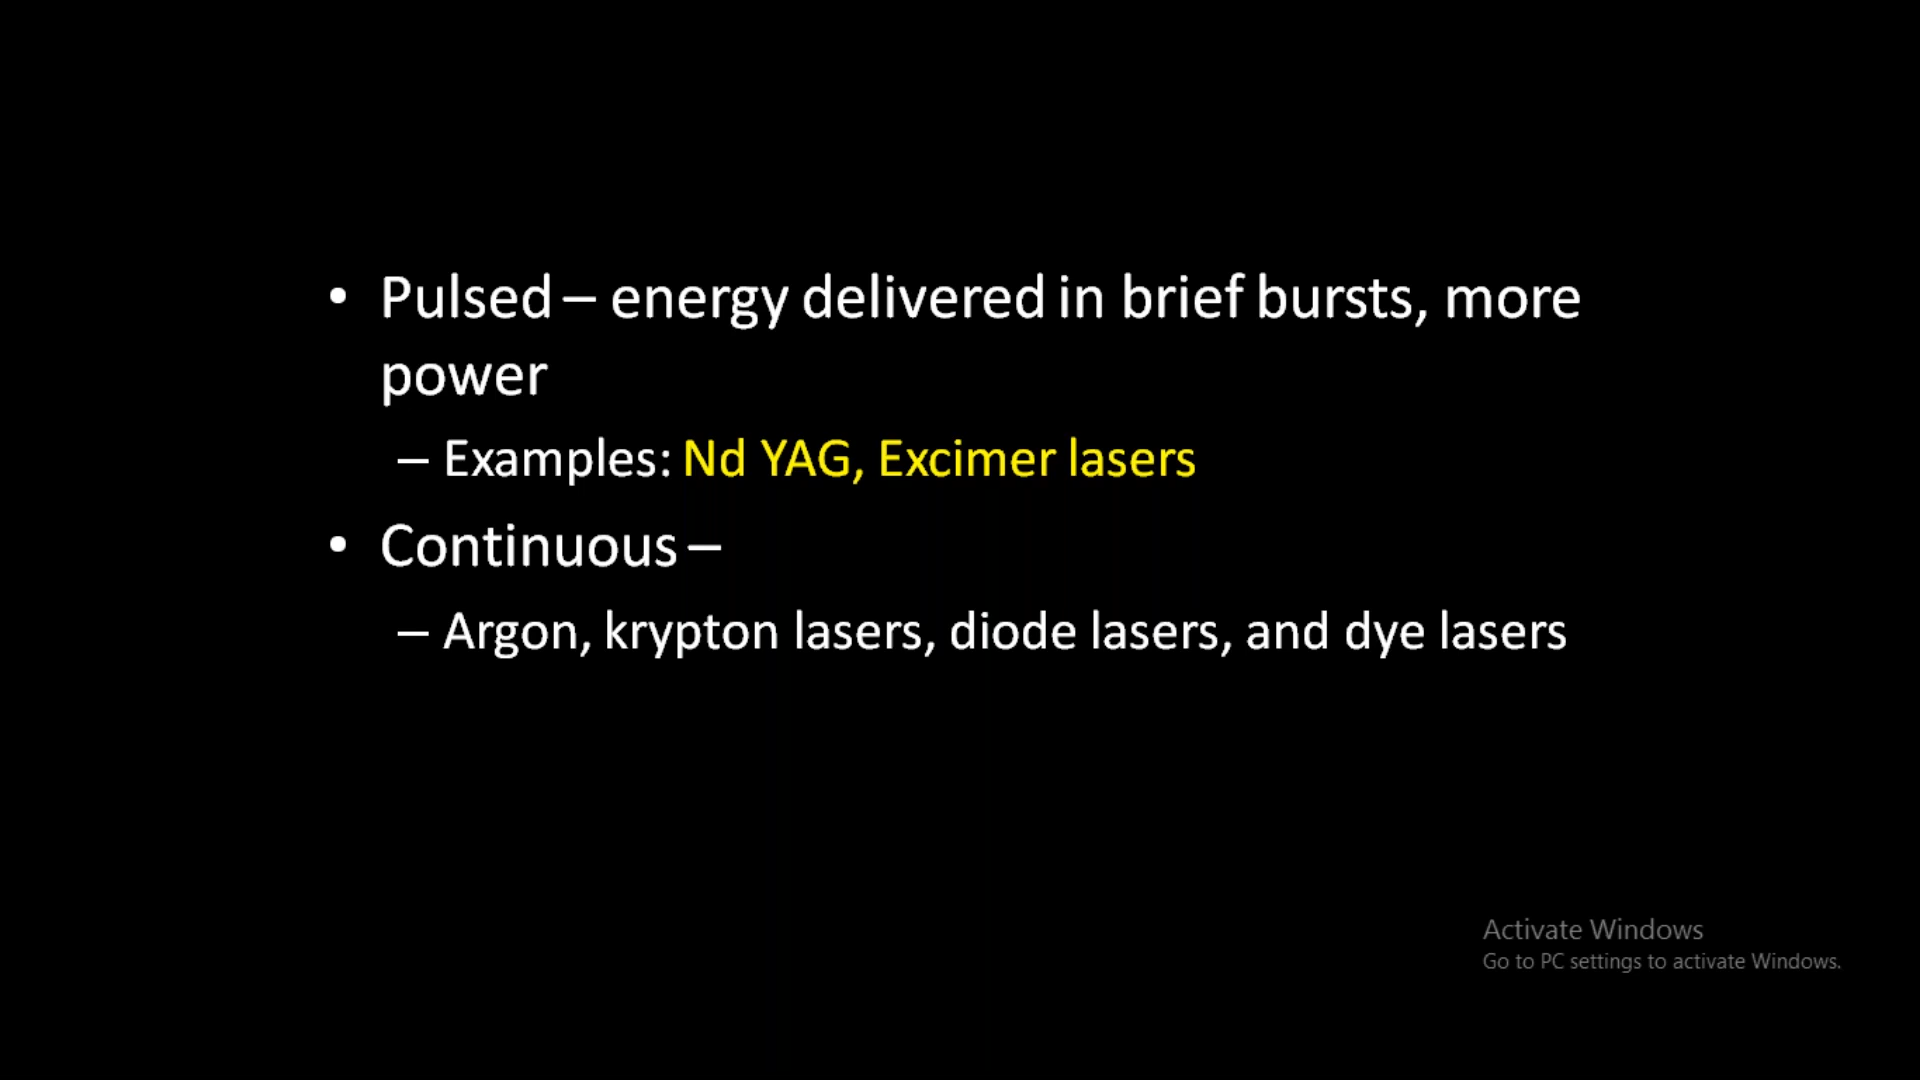 • Pulsed – energy delivered in brief bursts, more
power
– Examples: Nd YAG, Excimer lasers
• Continuous –
– Argon, krypton lasers, diode lasers, and dye lasers
Activate Windows
Go to PC settings to activate Windows.